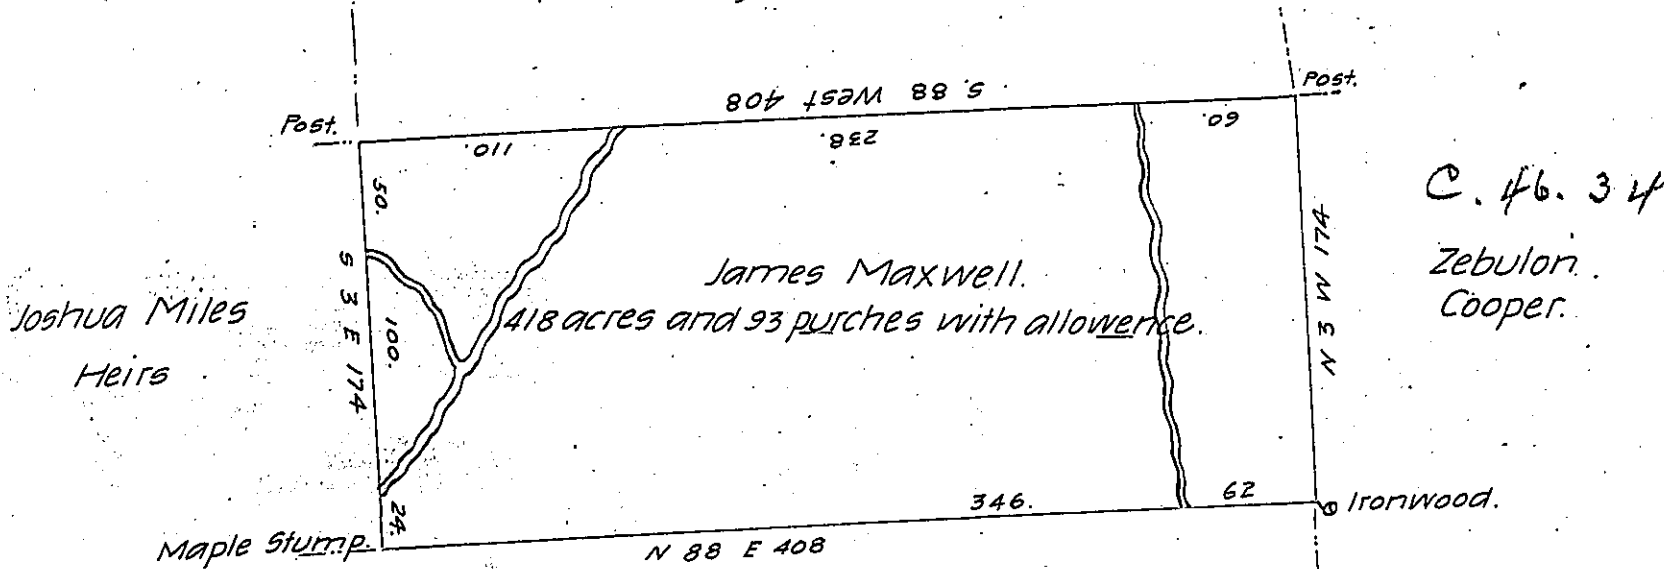 Post.
S. 88 West 408
Post.
110.
238.
60.
50.
S 3 E 174
100.
24.
N 3 W 174
C. 46. 34
Zebulon.
Cooper.
Joshua Miles
Heirs
James Maxwell.
418 acres and 93 purches with allowence.
346.
62
Ironwood.
Maple Stump.
N 88 E 408